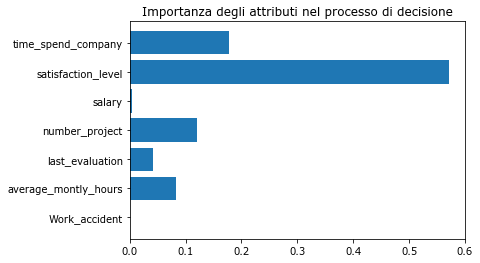 Importanza degli attributi nel processo di decisione
time_spend_company
satisfaction_level
salary
number_project
last_evaluation
average_montly_hours
Work_accident
0.0 0.1 0.2 0.3 0.4 0.5 0.6